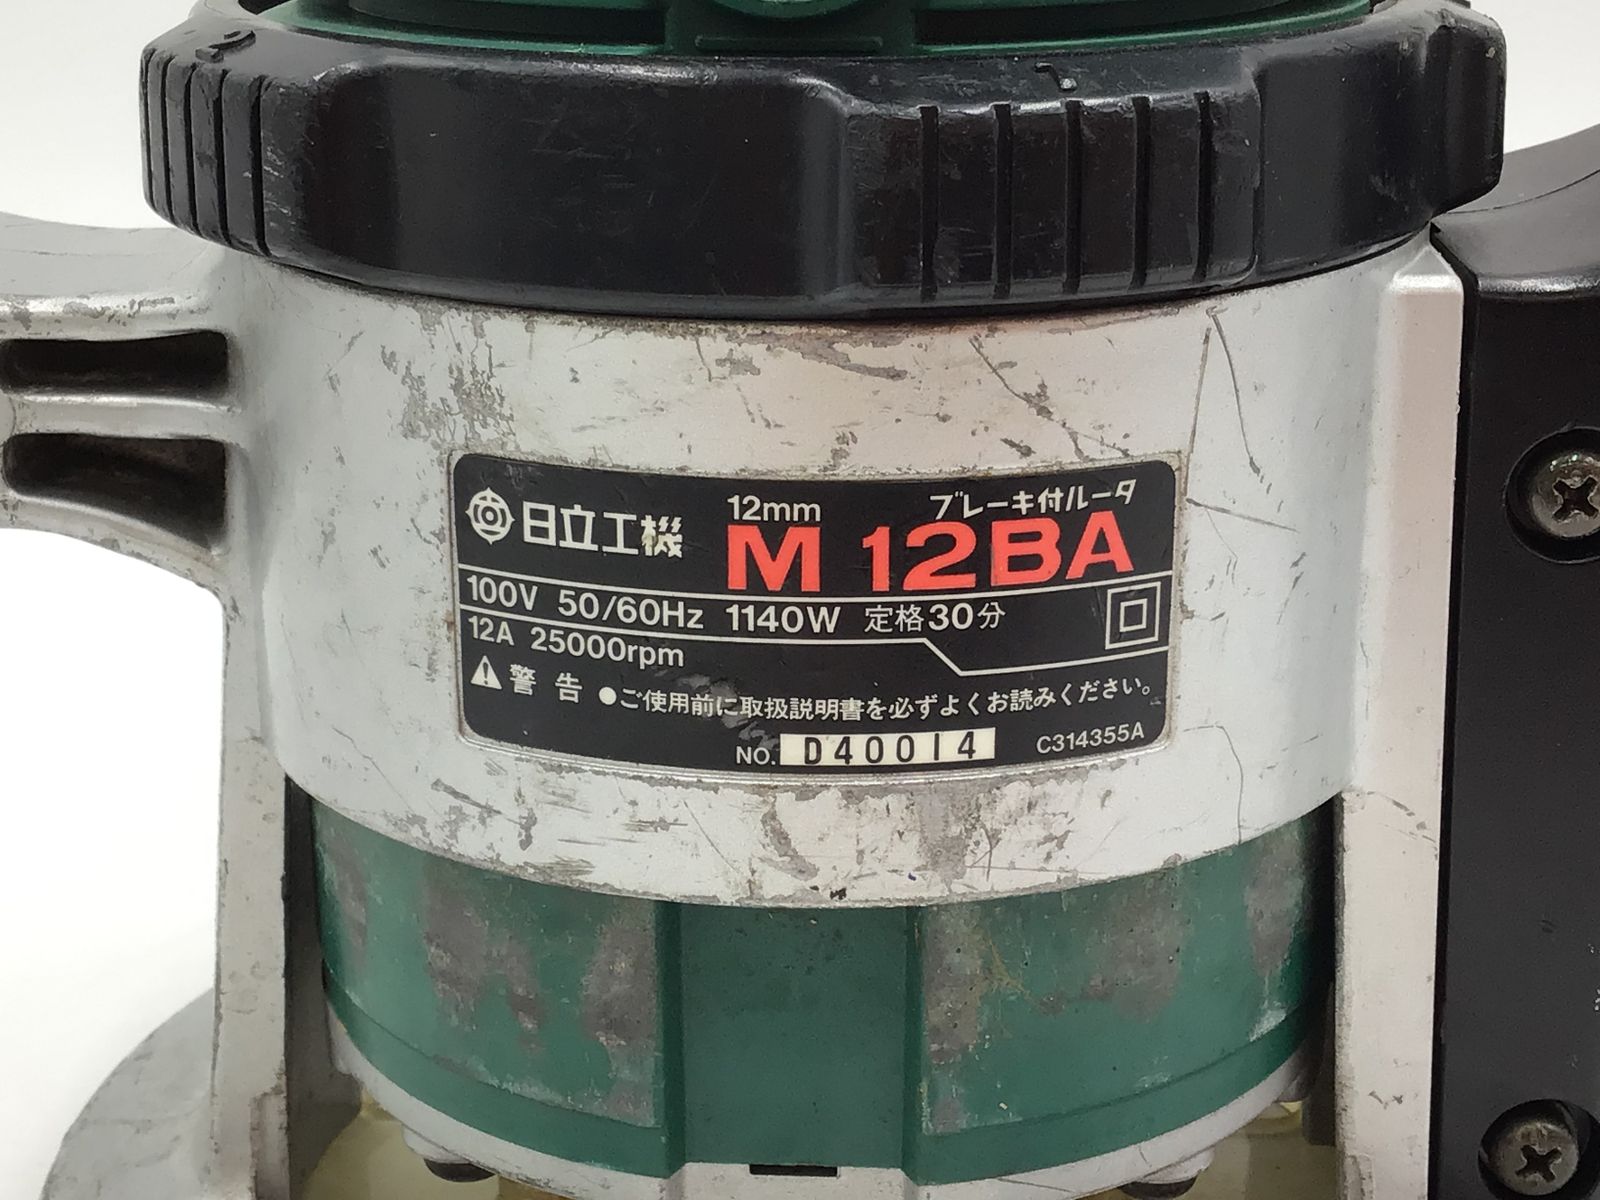 日立工機
12mm ブレーキ付ルータ
M 12BA
100V 50/60Hz 1140W 定格30分
12A 25000rpm
警告 ●ご使用前に取扱説明書を必ずよくお読みください。
NO. D40014 C314355A